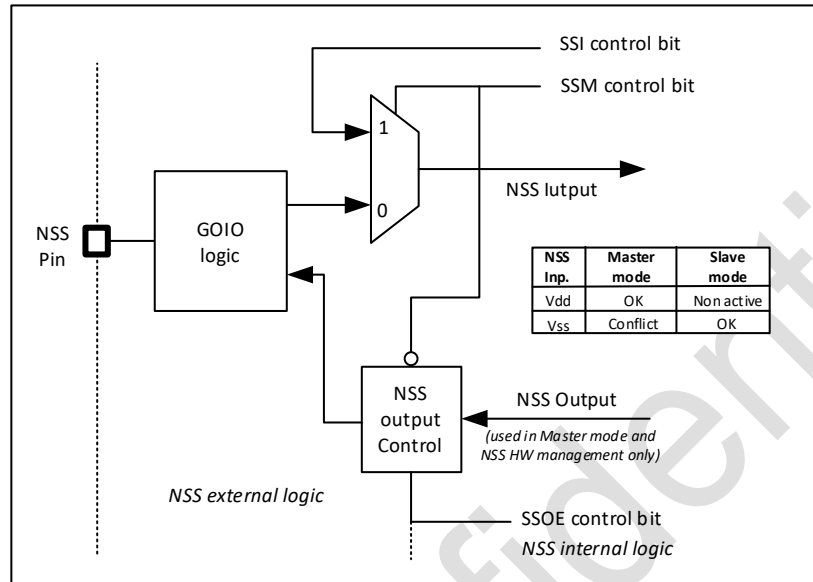 SSI control bit
SSM control bit
1
0
NSS Iutput
GOIO
logic
NSS
Pin
NSS Inp. Master mode Slave mode
Vdd OK Non active
Vss Conflict OK
NSS
output
Control
NSS Output
(used in Master mode and
NSS HW management only)
NSS external logic
SSOE control bit
NSS internal logic